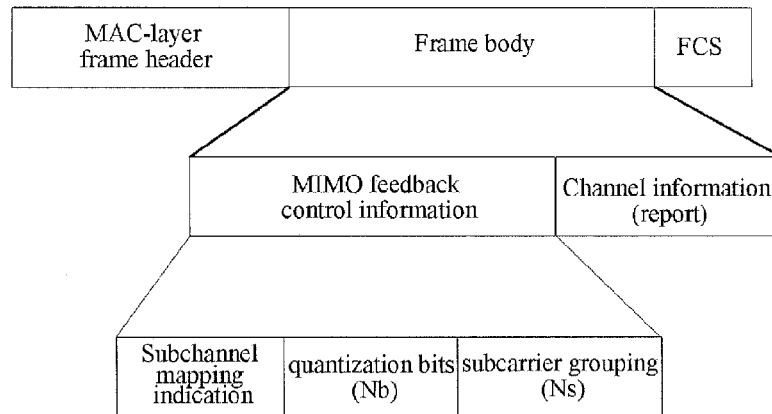 MAC-layer
frame header
Frame body
FCS
MIMO feedback
control information
Channel information
(report)
Subchannel
mapping
indication
quantization bits
(Nb)
subcarrier grouping
(Ns)